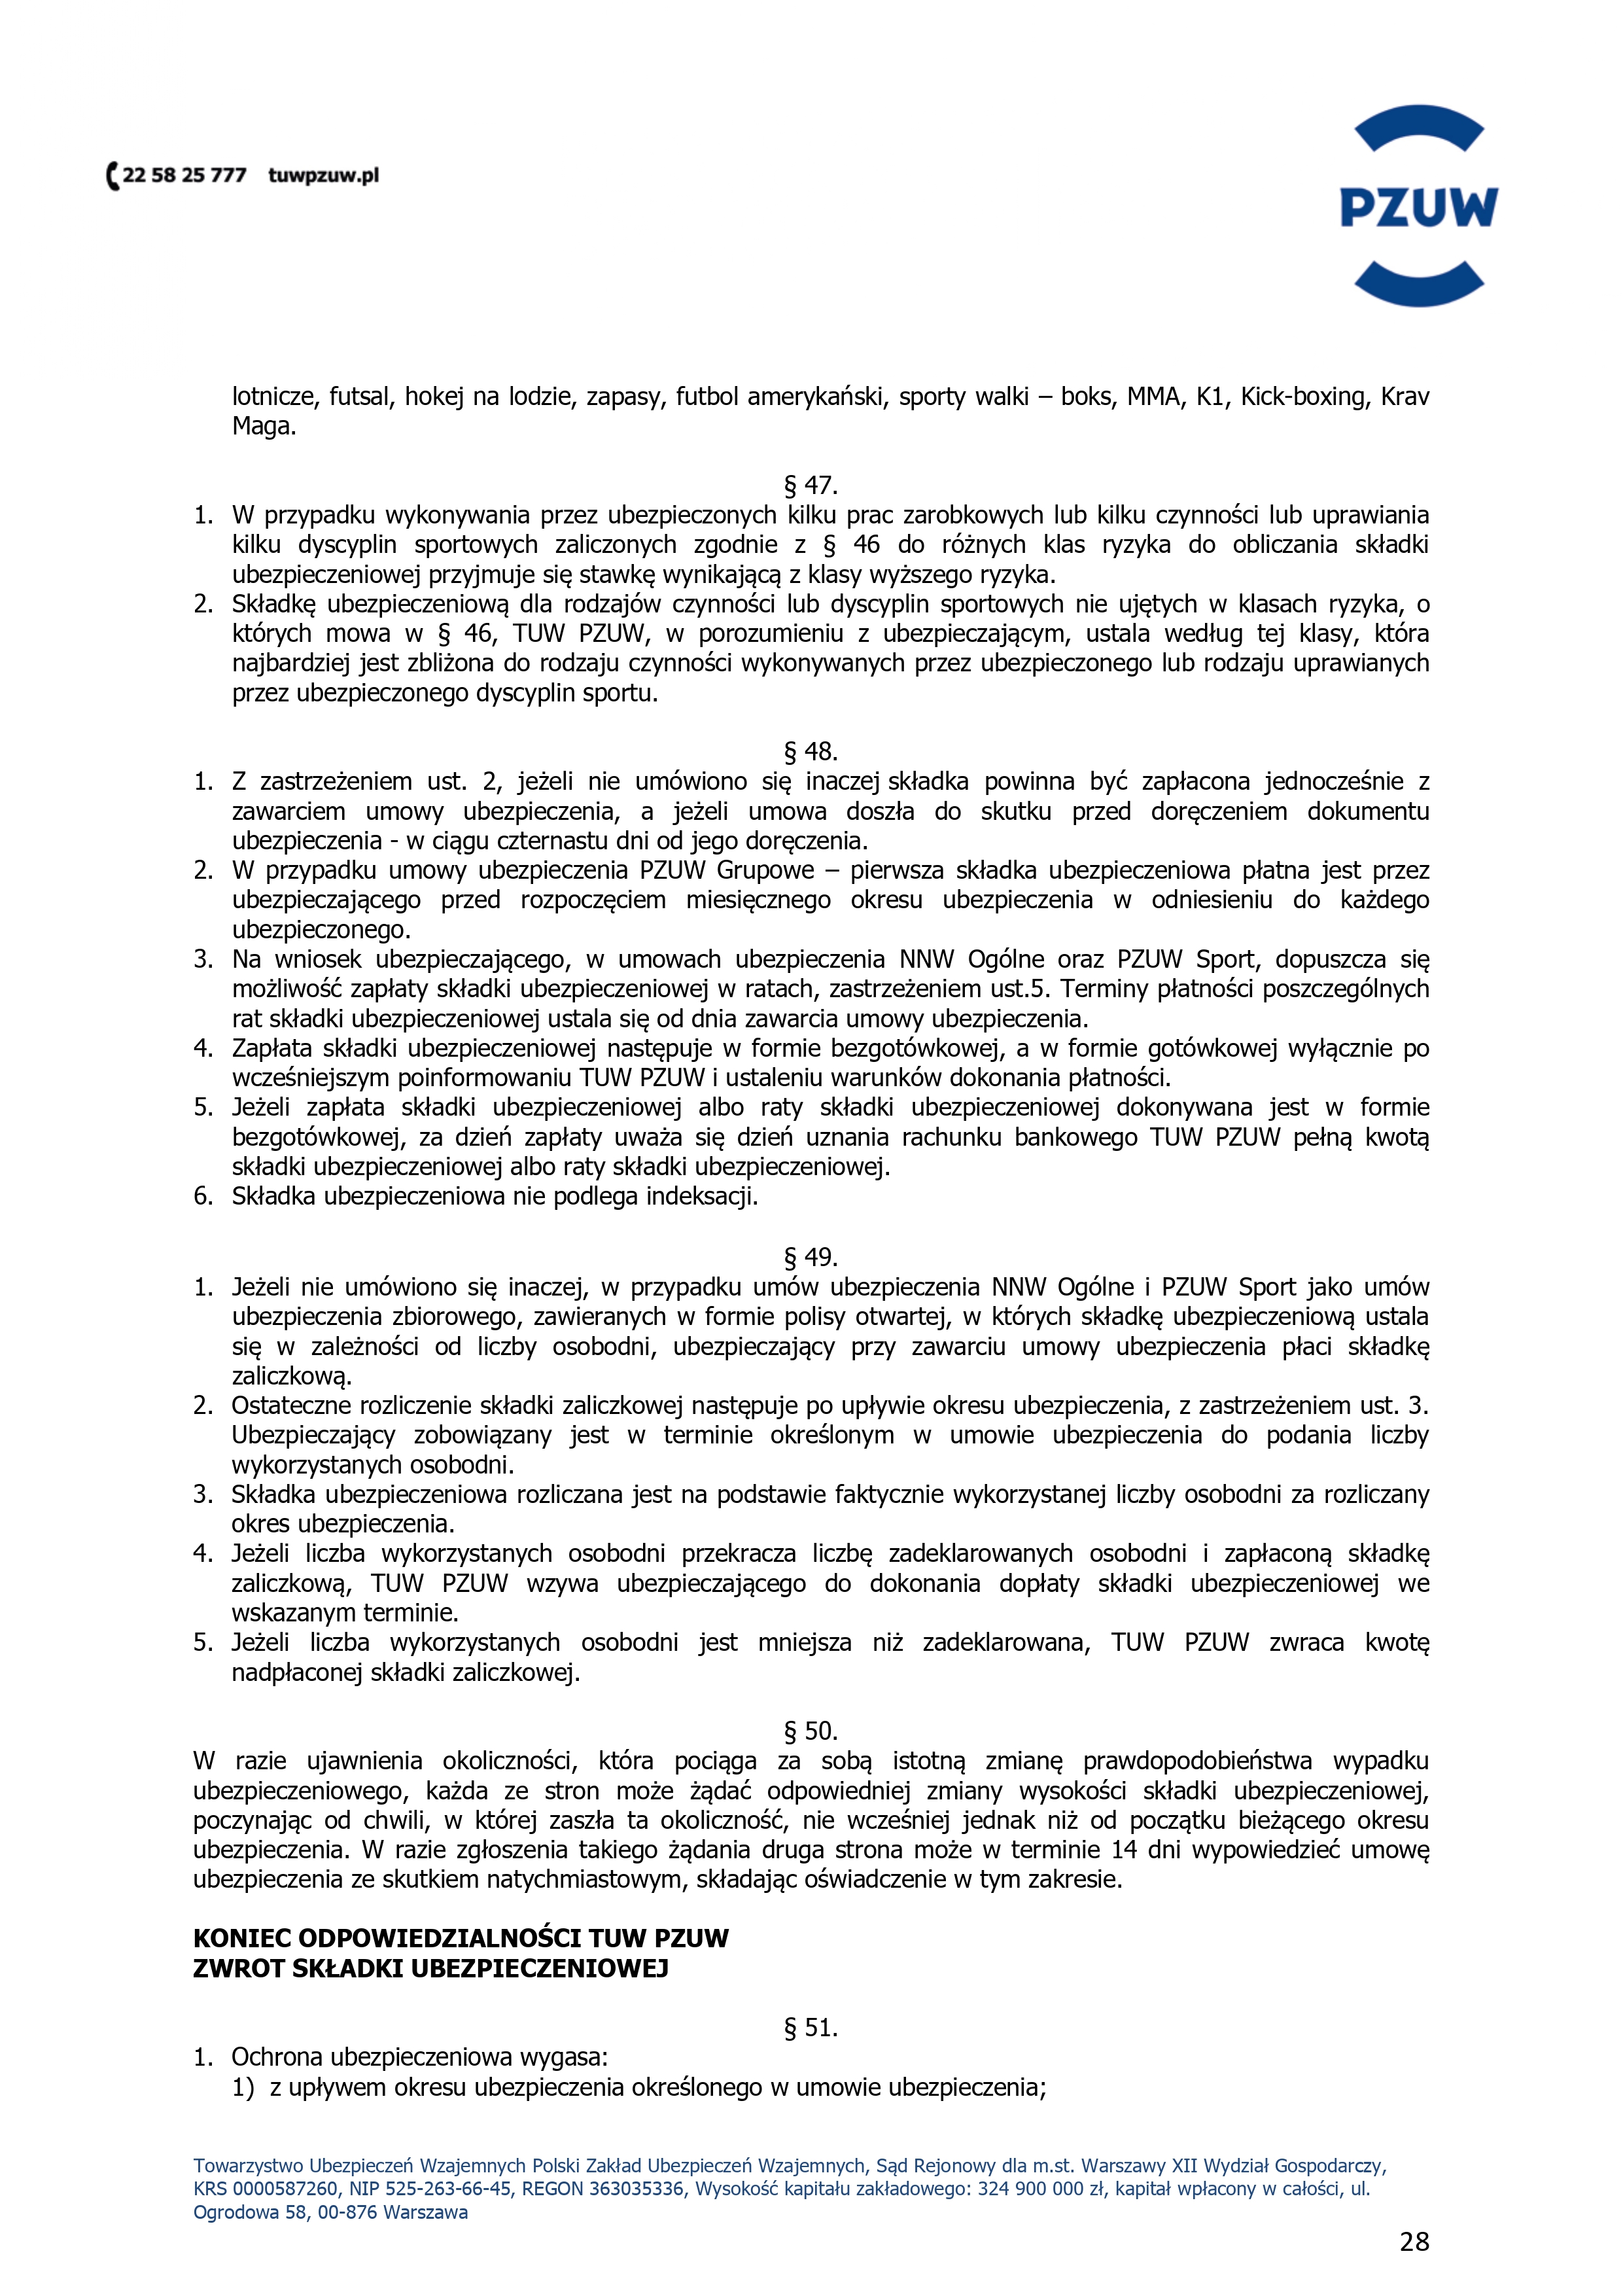 22 58 25 777 tuwpzuw.pl
PZUW
lotnicze, futsal, hokej na lodzie, zapasy, futbol amerykański, sporty walki – boks, MMA, K1, Kick-boxing, Krav
Maga.
§ 47.
1. W przypadku wykonywania przez ubezpieczonych kilku prac zarobkowych lub kilku czynności lub uprawiania
kilku dyscyplin sportowych zaliczonych zgodnie z § 46 do różnych klas ryzyka do obliczania składki
ubezpieczeniowej przyjmuje się stawkę wynikającą z klasy wyższego ryzyka.
2. Składkę ubezpieczeniową dla rodzajów czynności lub dyscyplin sportowych nie ujętych w klasach ryzyka, o
których mowa w § 46, TUW PZUW, w porozumieniu z ubezpieczającym, ustala według tej klasy, która
najbardziej jest zbliżona do rodzaju czynności wykonywanych przez ubezpieczonego lub rodzaju uprawianych
przez ubezpieczonego dyscyplin sportu.
§ 48.
1. Z zastrzeżeniem ust. 2, jeżeli nie umówiono się inaczej składka powinna być zapłacona jednocześnie z
zawarciem umowy ubezpieczenia, a jeżeli umowa doszła do skutku przed doręczeniem dokumentu
ubezpieczenia - w ciągu czternastu dni od jego doręczenia.
2. W przypadku umowy ubezpieczenia PZUW Grupowe – pierwsza składka ubezpieczeniowa płatna jest przez
ubezpieczającego przed rozpoczęciem miesięcznego okresu ubezpieczenia w odniesieniu do każdego
ubezpieczonego.
3. Na wniosek ubezpieczającego, w umowach ubezpieczenia NNW Ogólne oraz PZUW Sport, dopuszcza się
możliwość zapłaty składki ubezpieczeniowej w ratach, zastrzeżeniem ust.5. Terminy płatności poszczególnych
rat składki ubezpieczeniowej ustala się od dnia zawarcia umowy ubezpieczenia.
4. Zapłata składki ubezpieczeniowej następuje w formie bezgotówkowej, a w formie gotówkowej wyłącznie po
wcześniejszym poinformowaniu TUW PZUW i ustaleniu warunków dokonania płatności.
5. Jeżeli zapłata składki ubezpieczeniowej albo raty składki ubezpieczeniowej dokonywana jest w formie
bezgotówkowej, za dzień zapłaty uważa się dzień uznania rachunku bankowego TUW PZUW pełną kwotą
składki ubezpieczeniowej albo raty składki ubezpieczeniowej.
6. Składka ubezpieczeniowa nie podlega indeksacji.
§ 49.
1. Jeżeli nie umówiono się inaczej, w przypadku umów ubezpieczenia NNW Ogólne i PZUW Sport jako umów
ubezpieczenia zbiorowego, zawieranych w formie polisy otwartej, w których składkę ubezpieczeniową ustala
się w zależności od liczby osobodni, ubezpieczający przy zawarciu umowy ubezpieczenia płaci składkę
zaliczkową.
2. Ostateczne rozliczenie składki zaliczkowej następuje po upływie okresu ubezpieczenia, z zastrzeżeniem ust. 3.
Ubezpieczający zobowiązany jest w terminie określonym w umowie ubezpieczenia do podania liczby
wykorzystanych osobodni.
3. Składka ubezpieczeniowa rozliczana jest na podstawie faktycznie wykorzystanej liczby osobodni za rozliczany
okres ubezpieczenia.
4. Jeżeli liczba wykorzystanych osobodni przekracza liczbę zadeklarowanych osobodni i zapłaconą składkę
zaliczkową, TUW PZUW wzywa ubezpieczającego do dokonania dopłaty składki ubezpieczeniowej we
wskazanym terminie.
5. Jeżeli liczba wykorzystanych osobodni jest mniejsza niż zadeklarowana, TUW PZUW zwraca kwotę
nadpłaconej składki zaliczkowej.
§ 50.
W razie ujawnienia okoliczności, która pociąga za sobą istotną zmianę prawdopodobieństwa wypadku
ubezpieczeniowego, każda ze stron może żądać odpowiedniej zmiany wysokości składki ubezpieczeniowej,
poczynając od chwili, w której zaszła ta okoliczność, nie wcześniej jednak niż od początku bieżącego okresu
ubezpieczenia. W razie zgłoszenia takiego żądania druga strona może w terminie 14 dni wypowiedzieć umowę
ubezpieczenia ze skutkiem natychmiastowym, składając oświadczenie w tym zakresie.
KONIEC ODPOWIEDZIALNOŚCI TUW PZUW
ZWROT SKŁADKI UBEZPIECZENIOWEJ
§ 51.
1. Ochrona ubezpieczeniowa wygasa:
1) z upływem okresu ubezpieczenia określonego w umowie ubezpieczenia;
Towarzystwo Ubezpieczeń Wzajemnych Polski Zakład Ubezpieczeń Wzajemnych, Sąd Rejonowy dla m.st. Warszawy XII Wydział Gospodarczy,
KRS 0000587260, NIP 525-263-66-45, REGON 363035336, Wysokość kapitału zakładowego: 324 900 000 zł, kapitał wpłacony w całości, ul.
Ogrodowa 58, 00-876 Warszawa
28